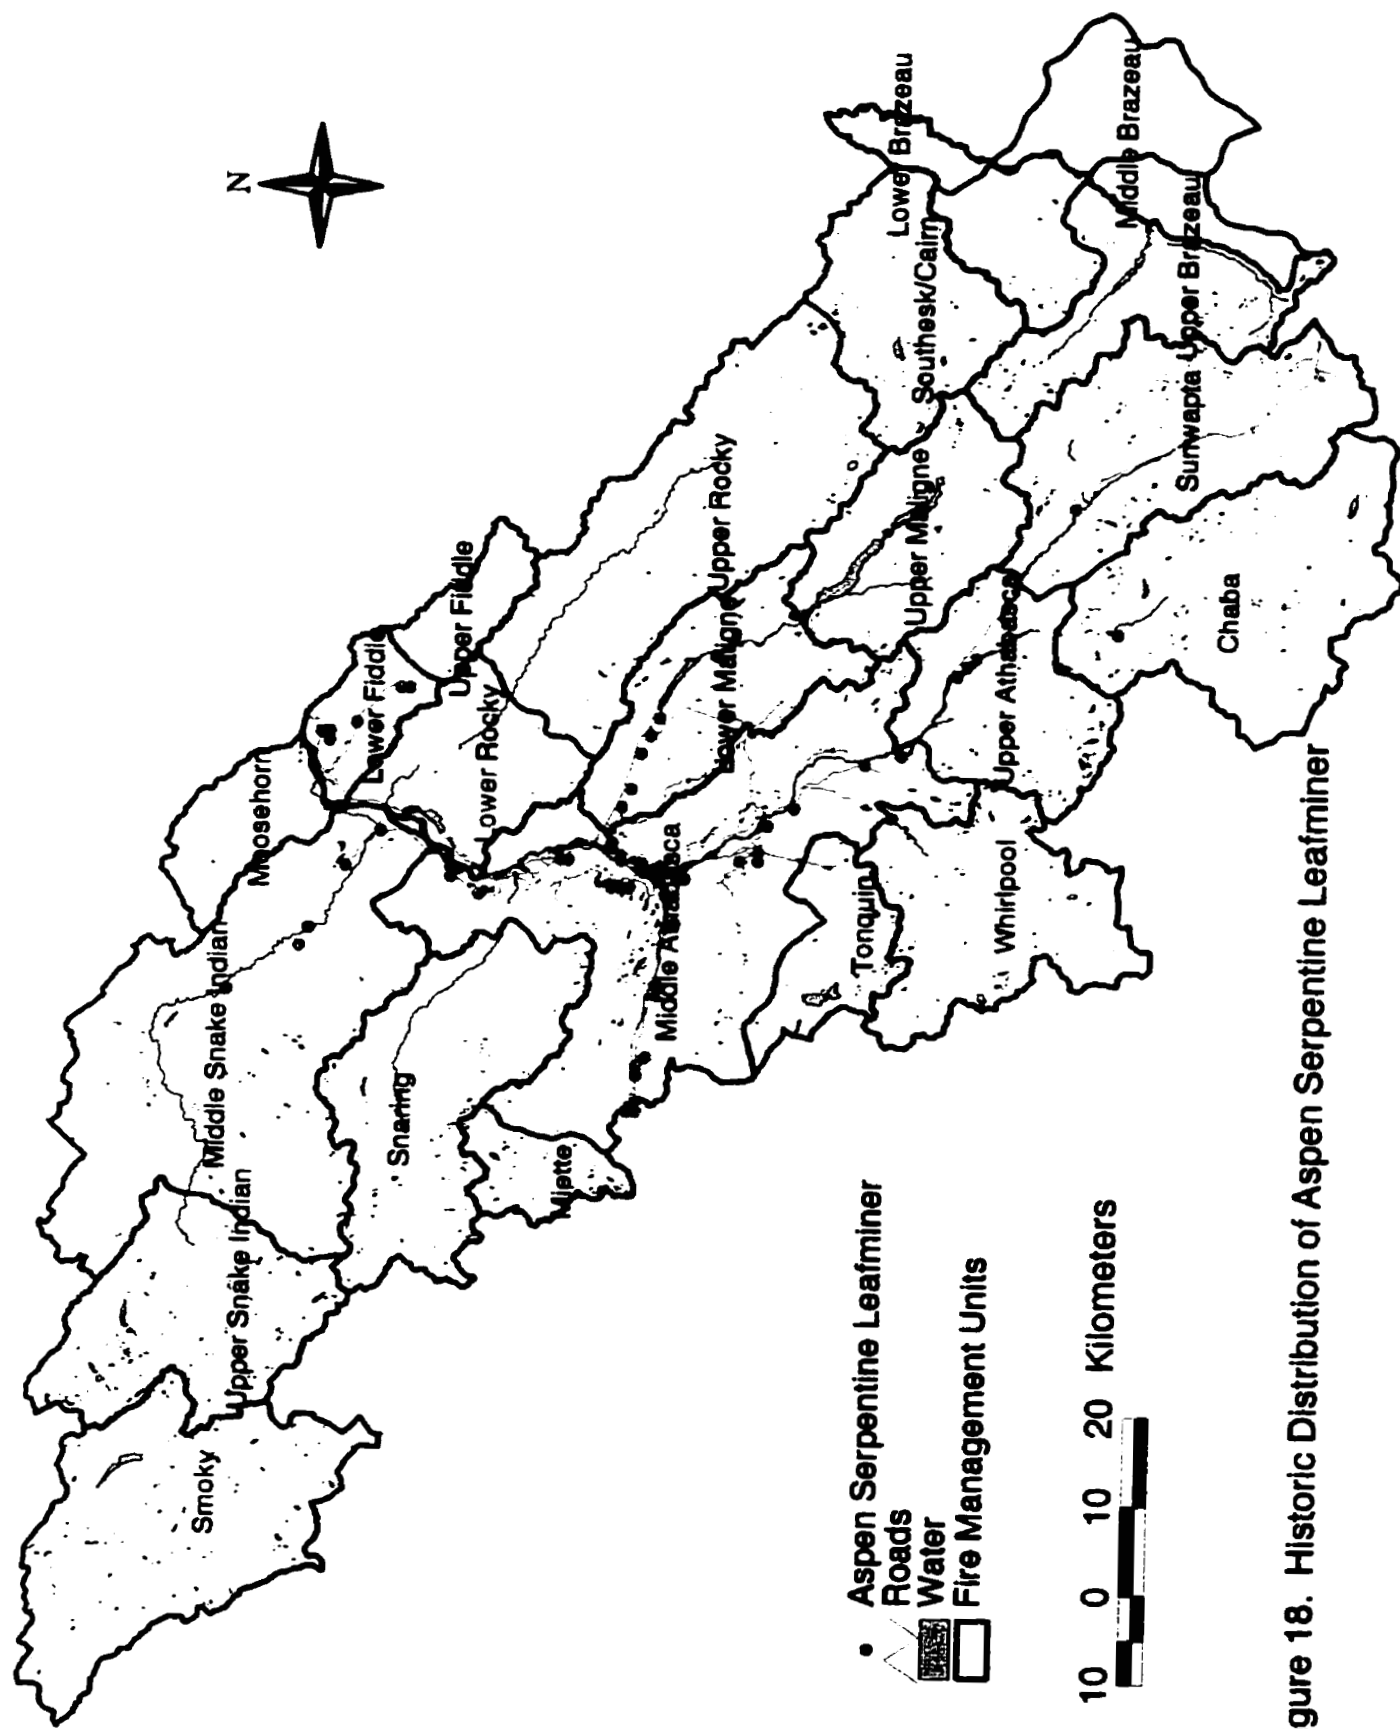 N
Smoky
Upper Snake Indian
Middle Snake Indian
Moosehorn
Lower Fiddle
Upper Fiddle
Snaring
Miette
Lower Rocky
Upper Rocky
Middle Athabasca
Lower Maligne
Upper Maligne
Southesk/Cairn
Lower Brazeau
Middle Brazeau
Upper Brazeau
Sunwapta
Tonquin
Whirlpool
Upper Athabasca
Chaba
Aspen Serpentine Leafminer
Roads
Water
Fire Management Units
10 0 10 20 Kilometers
gure 18. Historic Distribution of Aspen Serpentine Leafminer